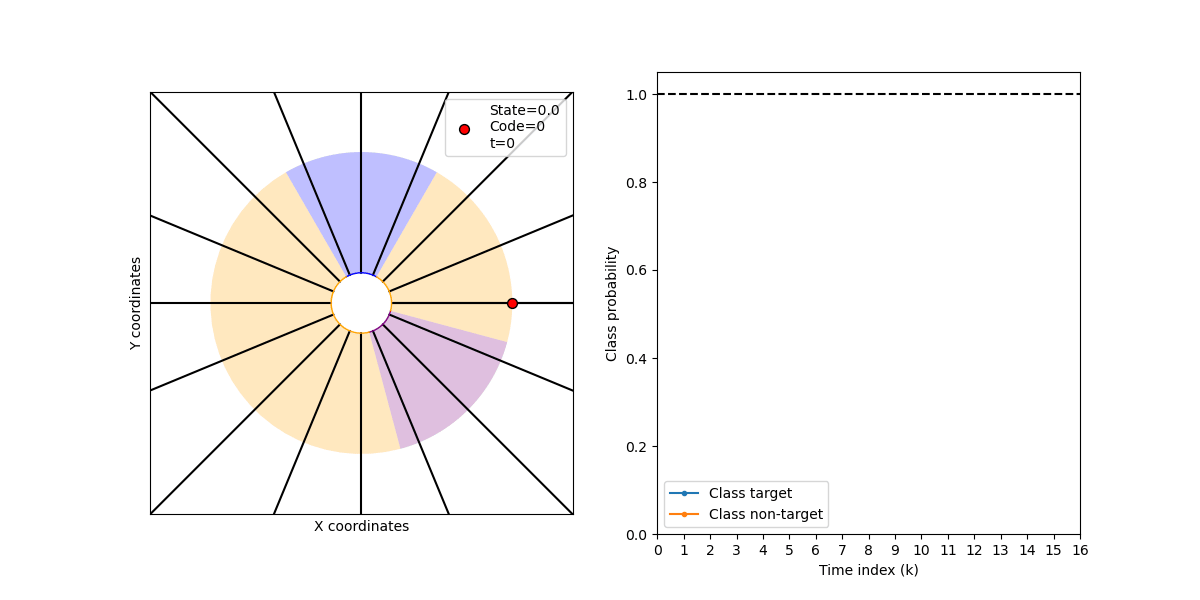 State=0.0
Code=0
t=0
Y coordinates
X coordinates
1.0
0.8
0.6
0.4
0.2
0.0
Class probability
Class target
Class non-target
0 1 2 3 4 5 6 7 8 9 10 11 12 13 14 15 16
Time index (k)